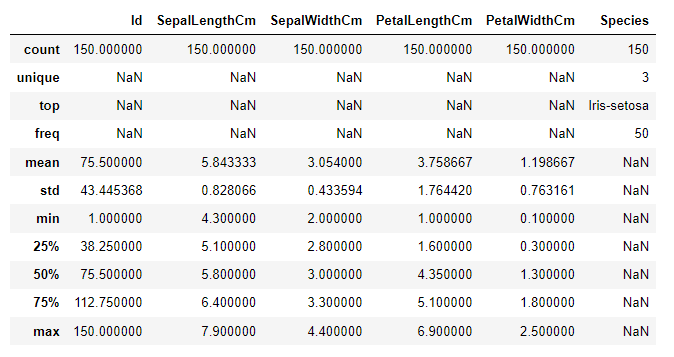 Id SepalLengthCm SepalWidthCm PetalLengthCm PetalWidthCm Species
count 150.000000 150.000000 150.000000 150.000000 150.000000 150
unique NaN NaN NaN NaN NaN 3
top NaN NaN NaN NaN NaN Iris-setosa
freq NaN NaN NaN NaN NaN 50
mean 75.500000 5.843333 3.054000 3.758667 1.198667 NaN
std 43.445368 0.828066 0.433594 1.764420 0.763161 NaN
min 1.000000 4.300000 2.000000 1.000000 0.100000 NaN
25% 38.250000 5.100000 2.800000 1.600000 0.300000 NaN
50% 75.500000 5.800000 3.000000 4.350000 1.300000 NaN
75% 112.750000 6.400000 3.300000 5.100000 1.800000 NaN
max 150.000000 7.900000 4.400000 6.900000 2.500000 NaN